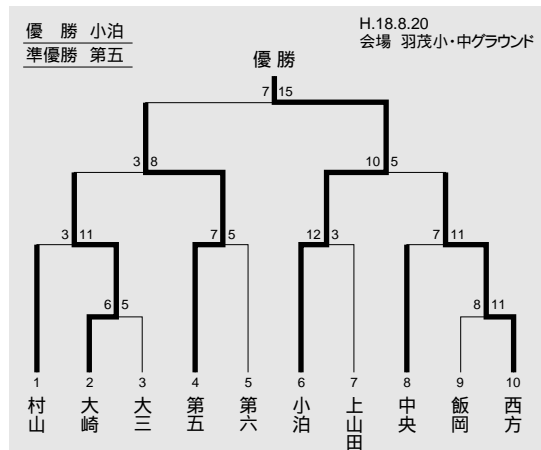 優　勝　小泊
準優勝　第五
H.18.8.20
会場　羽茂小・中グラウンド
優 勝
7 15
3 8
10 5
3 11
7 5
12 3
7 11
6 5
8 11
1 2 3 4 5 6 7 8 9 10
村山 大崎 大三 第五 第六 小泊 上山田 中央 飯岡 西方